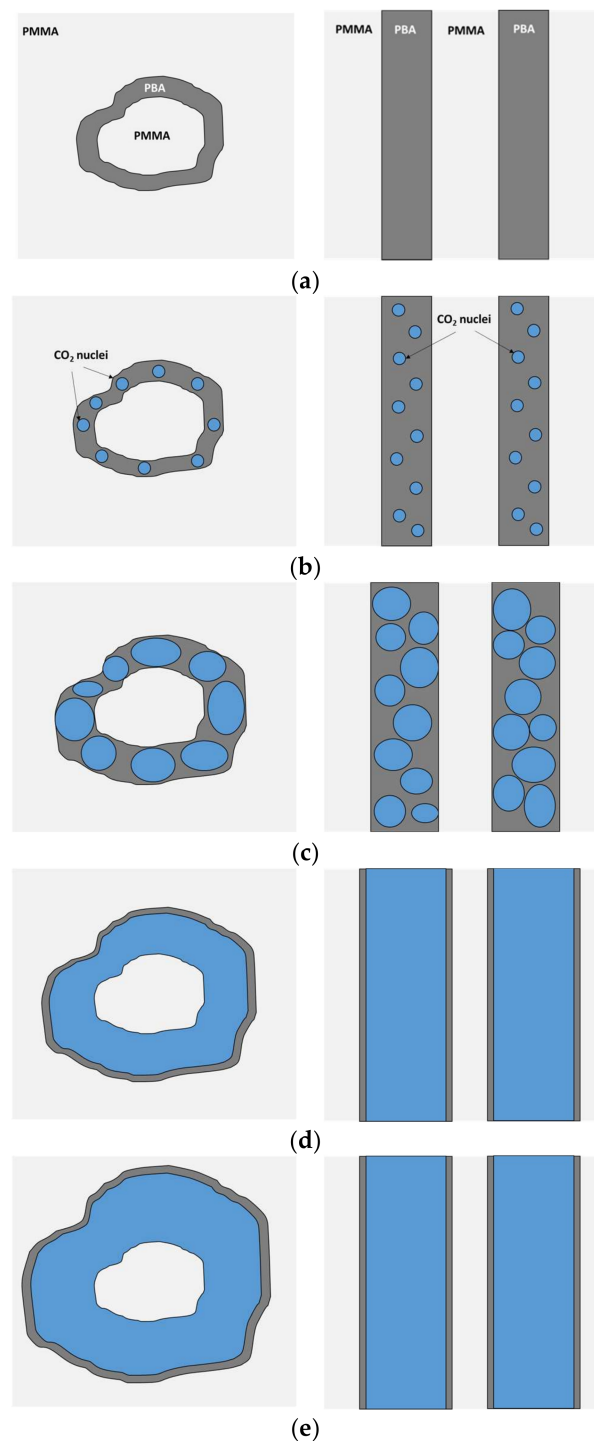 PMMA
PBA
PMMA
PMMA PBA PMMA PBA
(a)
CO₂ nuclei
CO₂ nuclei
(b)
(c)
(d)
(e)